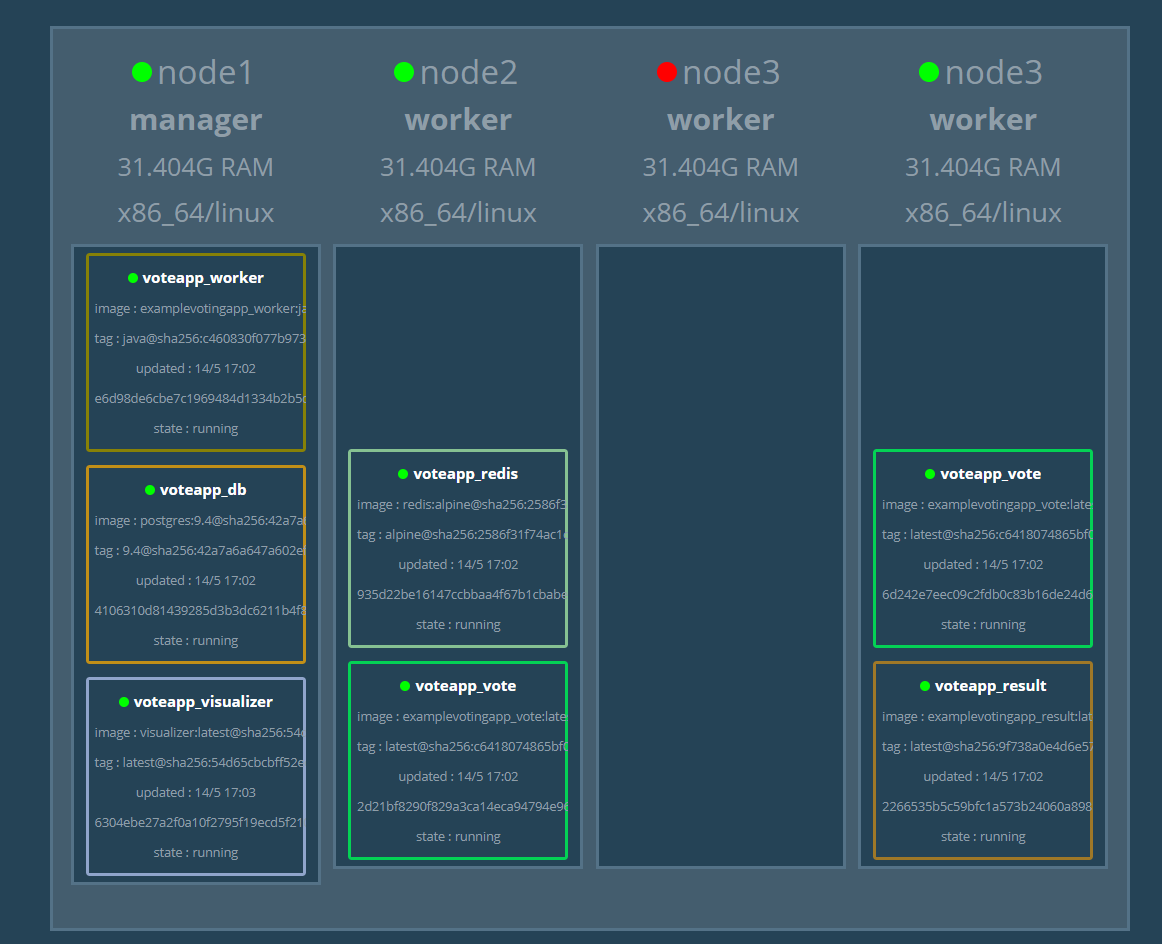 node1
manager
31.404G RAM
x86_64/linux
voteapp_worker
image : examplevotingapp_worker:ja
tag : java@sha256:c460830f077b973
updated : 14/5 17:02
e6d98de6cbe7c1969484d1334b2b5c
state : running
voteapp_db
image : postgres:9.4@sha256:42a7a
tag : 9.4@sha256:42a7a6a647a602e
updated : 14/5 17:02
4106310d81439285d3b3dc6211b4f8
state : running
voteapp_visualizer
image : visualizer:latest@sha256:54d
tag : latest@sha256:54d65cbcbff52e
updated : 14/5 17:03
6304ebe27a2f0a10f2795f19ecd5f21
state : running
node2
worker
31.404G RAM
x86_64/linux
voteapp_redis
image : redis:alpine@sha256:2586f3
tag : alpine@sha256:2586f31f74ac1
updated : 14/5 17:02
935d22be16147ccbbaa4f67b1cbabe
state : running
voteapp_vote
image : examplevotingapp_vote:late
tag : latest@sha256:c6418074865bf0
updated : 14/5 17:02
2d21bf8290f829a3ca14eca94794e96
state : running
node3
worker
31.404G RAM
x86_64/linux
node3
worker
31.404G RAM
x86_64/linux
voteapp_vote
image : examplevotingapp_vote:late
tag : latest@sha256:c6418074865bf0
updated : 14/5 17:02
6d242e7eec09c2fdb0c83b16de24d6
state : running
voteapp_result
image : examplevotingapp_result:lat
tag : latest@sha256:9f738a0e4d6e57
updated : 14/5 17:02
2266535b5c59bfc1a573b24060a898
state : running